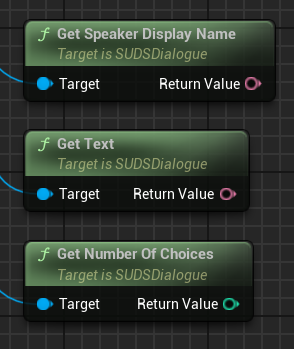 f Get Speaker Display Name
Target is SUDSDialogue
Target Return Value
f Get Text
Target is SUDSDialogue
Target Return Value
f Get Number Of Choices
Target is SUDSDialogue
Target Return Value